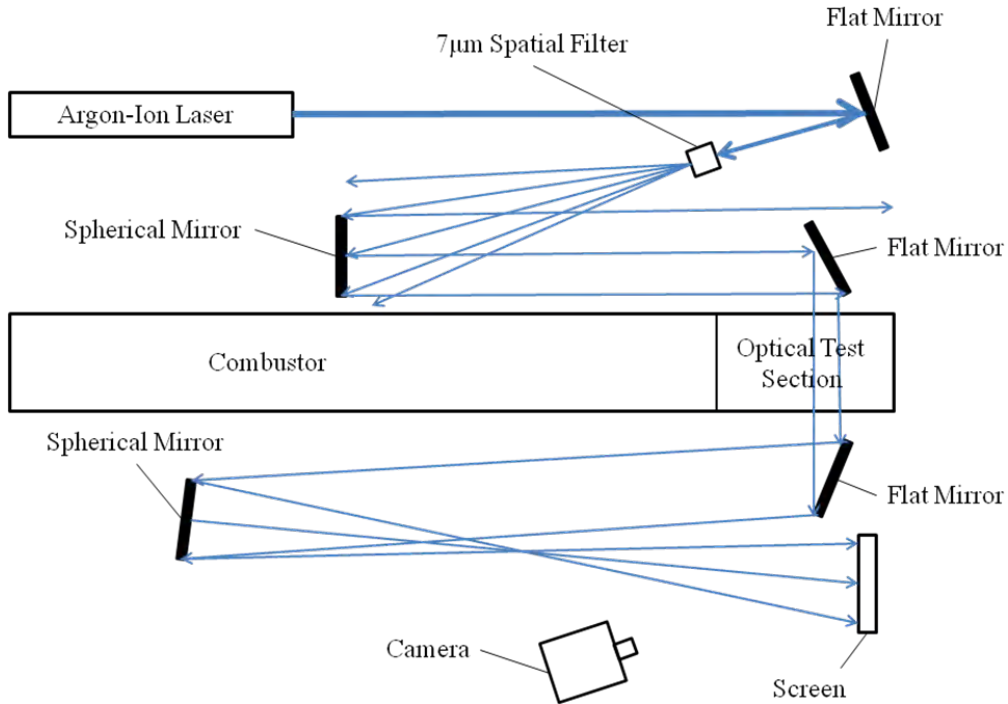 Flat Mirror
7μm Spatial Filter
Argon-Ion Laser
Spherical Mirror
Flat Mirror
Combustor
Optical Test
Section
Spherical Mirror
Flat Mirror
Camera
Screen